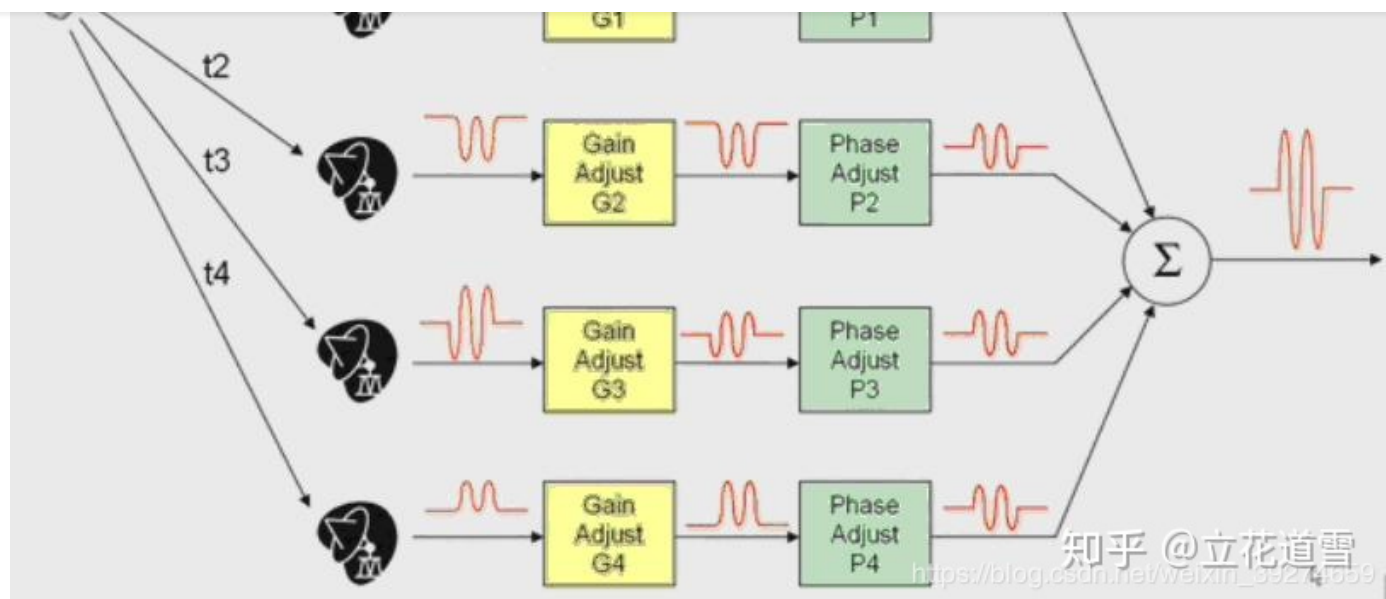 G1
P1
t2
t3
t4
Gain
Adjust
G2
Phase
Adjust
P2
Σ
Gain
Adjust
G3
Phase
Adjust
P3
Gain
Adjust
G4
Phase
Adjust
P4
知乎 @立花道雪